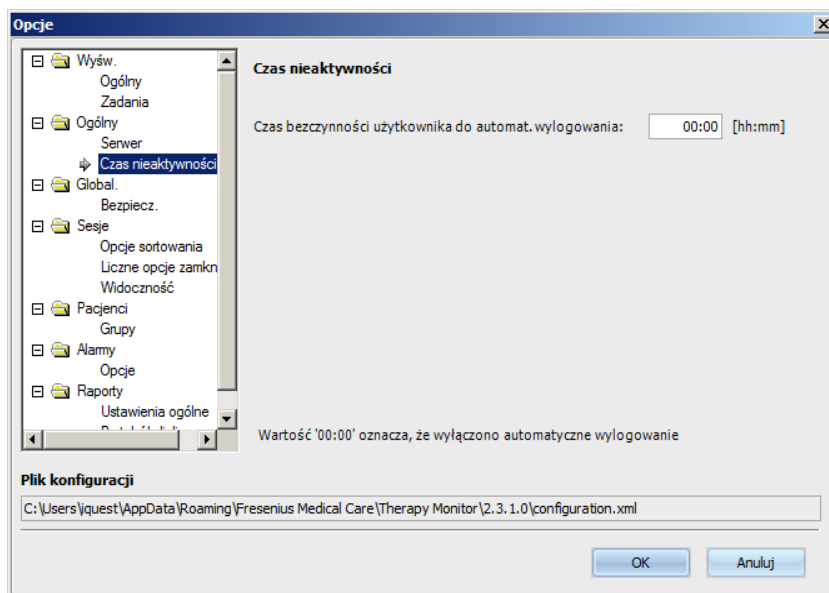 Opcje
Wyśw.
Ogólny
Zadania
Ogólny
Serwer
Czas nieaktywności
Global.
Bezpiecz.
Sesje
Opcje sortowania
Liczne opcje zamkn
Widoczność
Pacjenci
Grupy
Alarmy
Opcje
Raporty
Ustawienia ogólne
Czas nieaktywności
Czas bezczynności użytkownika do automat. wylogowania: 00:00 [hh:mm]
Wartość '00:00' oznacza, że wyłączono automatyczne wylogowanie
Plik konfiguracji
C:\Users\iquest\AppData\Roaming\Fresenius Medical Care\Therapy Monitor\2.3.1.0\configuration.xml
OK Anuluj